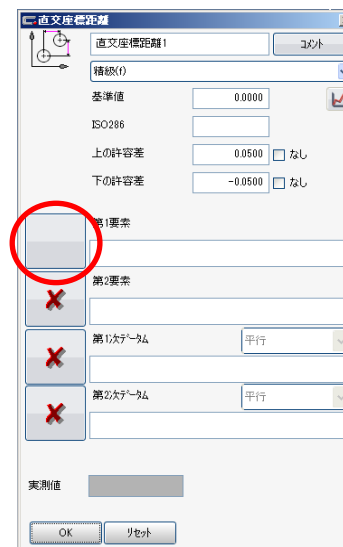 直交座標距離
直交座標距離1 コメント
精級(f)
基準値 0.0000
ISO286
上の許容差 0.0500 なし
下の許容差 -0.0500 なし
第1要素
第2要素
第1次データム 平行
第2次データム 平行
実測値
OK リセット